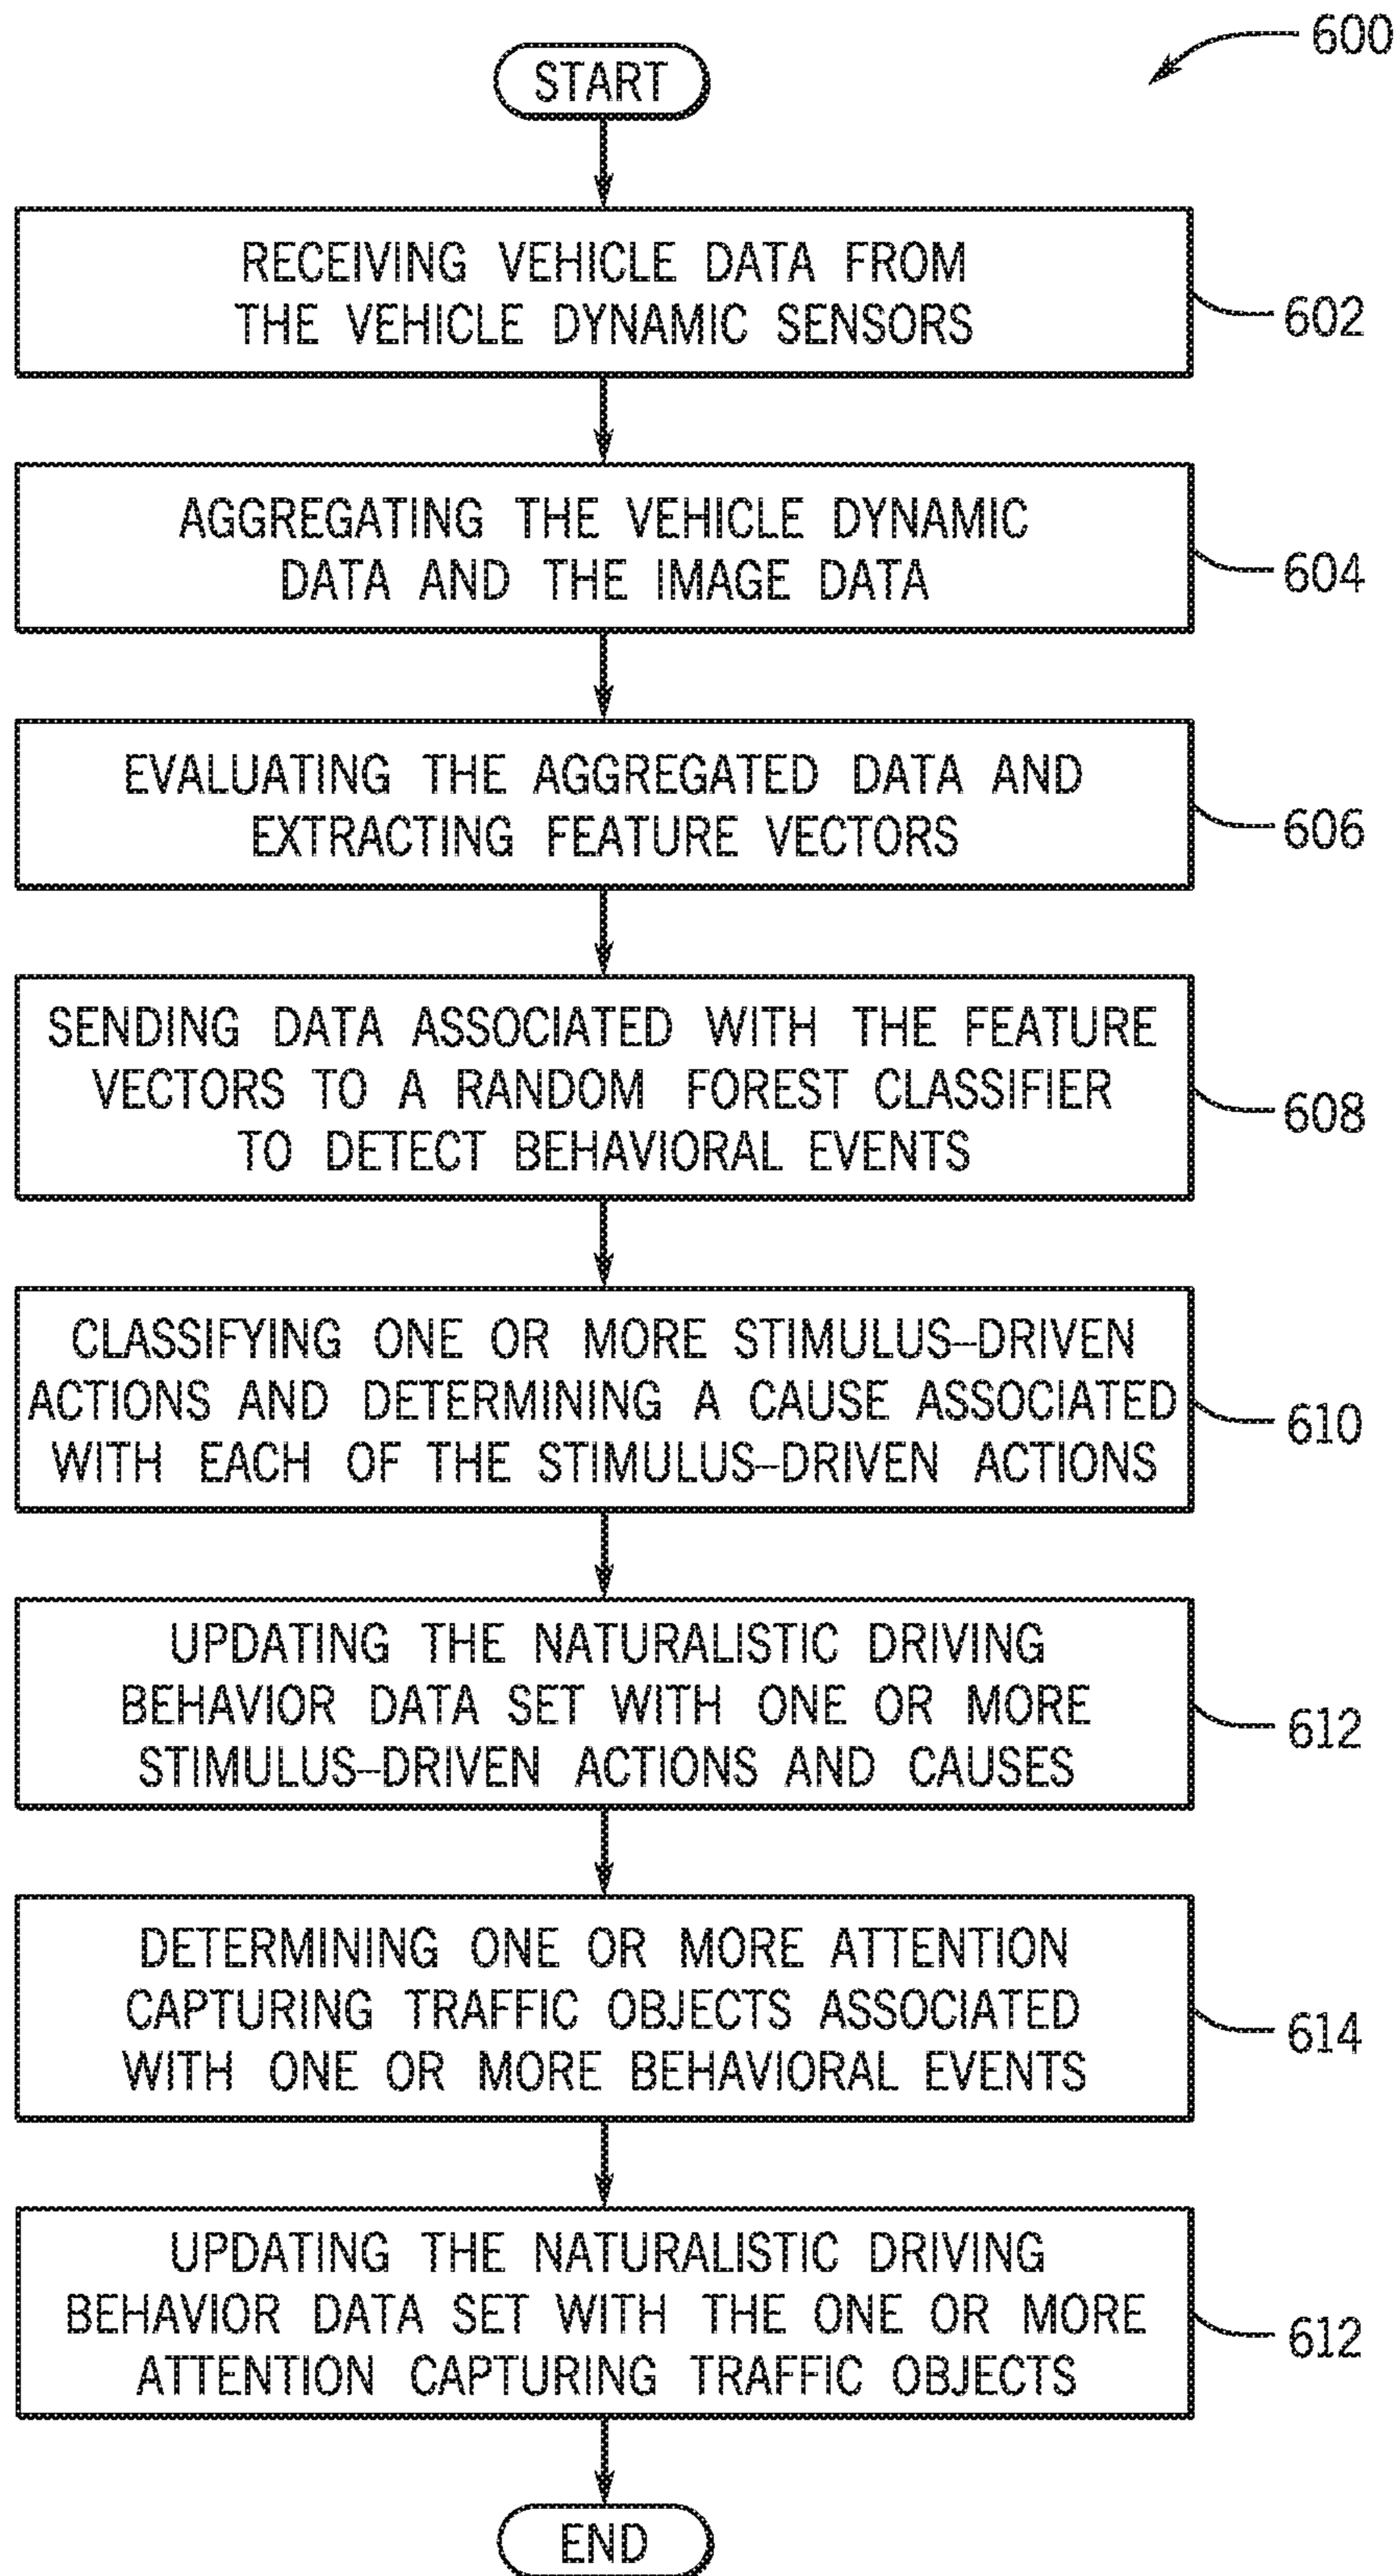 600
START
RECEIVING VEHICLE DATA FROM
THE VEHICLE DYNAMIC SENSORS
602
AGGREGATING THE VEHICLE DYNAMIC
DATA AND THE IMAGE DATA
604
EVALUATING THE AGGREGATED DATA AND
EXTRACTING FEATURE VECTORS
606
SENDING DATA ASSOCIATED WITH THE FEATURE
VECTORS TO A RANDOM FOREST CLASSIFIER
TO DETECT BEHAVIORAL EVENTS
608
CLASSIFYING ONE OR MORE STIMULUS-DRIVEN
ACTIONS AND DETERMINING A CAUSE ASSOCIATED
WITH EACH OF THE STIMULUS-DRIVEN ACTIONS
610
UPDATING THE NATURALISTIC DRIVING
BEHAVIOR DATA SET WITH ONE OR MORE
STIMULUS-DRIVEN ACTIONS AND CAUSES
612
DETERMINING ONE OR MORE ATTENTION
CAPTURING TRAFFIC OBJECTS ASSOCIATED
WITH ONE OR MORE BEHAVIORAL EVENTS
614
UPDATING THE NATURALISTIC DRIVING
BEHAVIOR DATA SET WITH THE ONE OR MORE
ATTENTION CAPTURING TRAFFIC OBJECTS
612
END